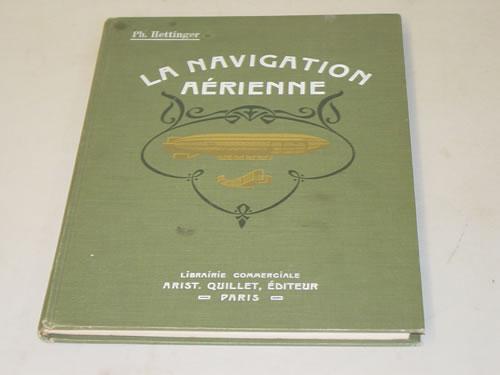 Ph. Hettinger
LA NAVIGATION
AÉRIENNE
LIBRAIRIE COMMERCIALE
ARIST. QUILLET, ÉDITEUR
— PARIS —